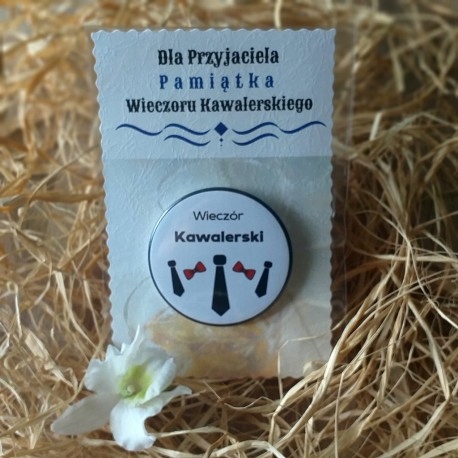 Dla Przyjaciela
Pamiątka
Wieczoru Kawalerskiego
Wieczór
Kawalerski